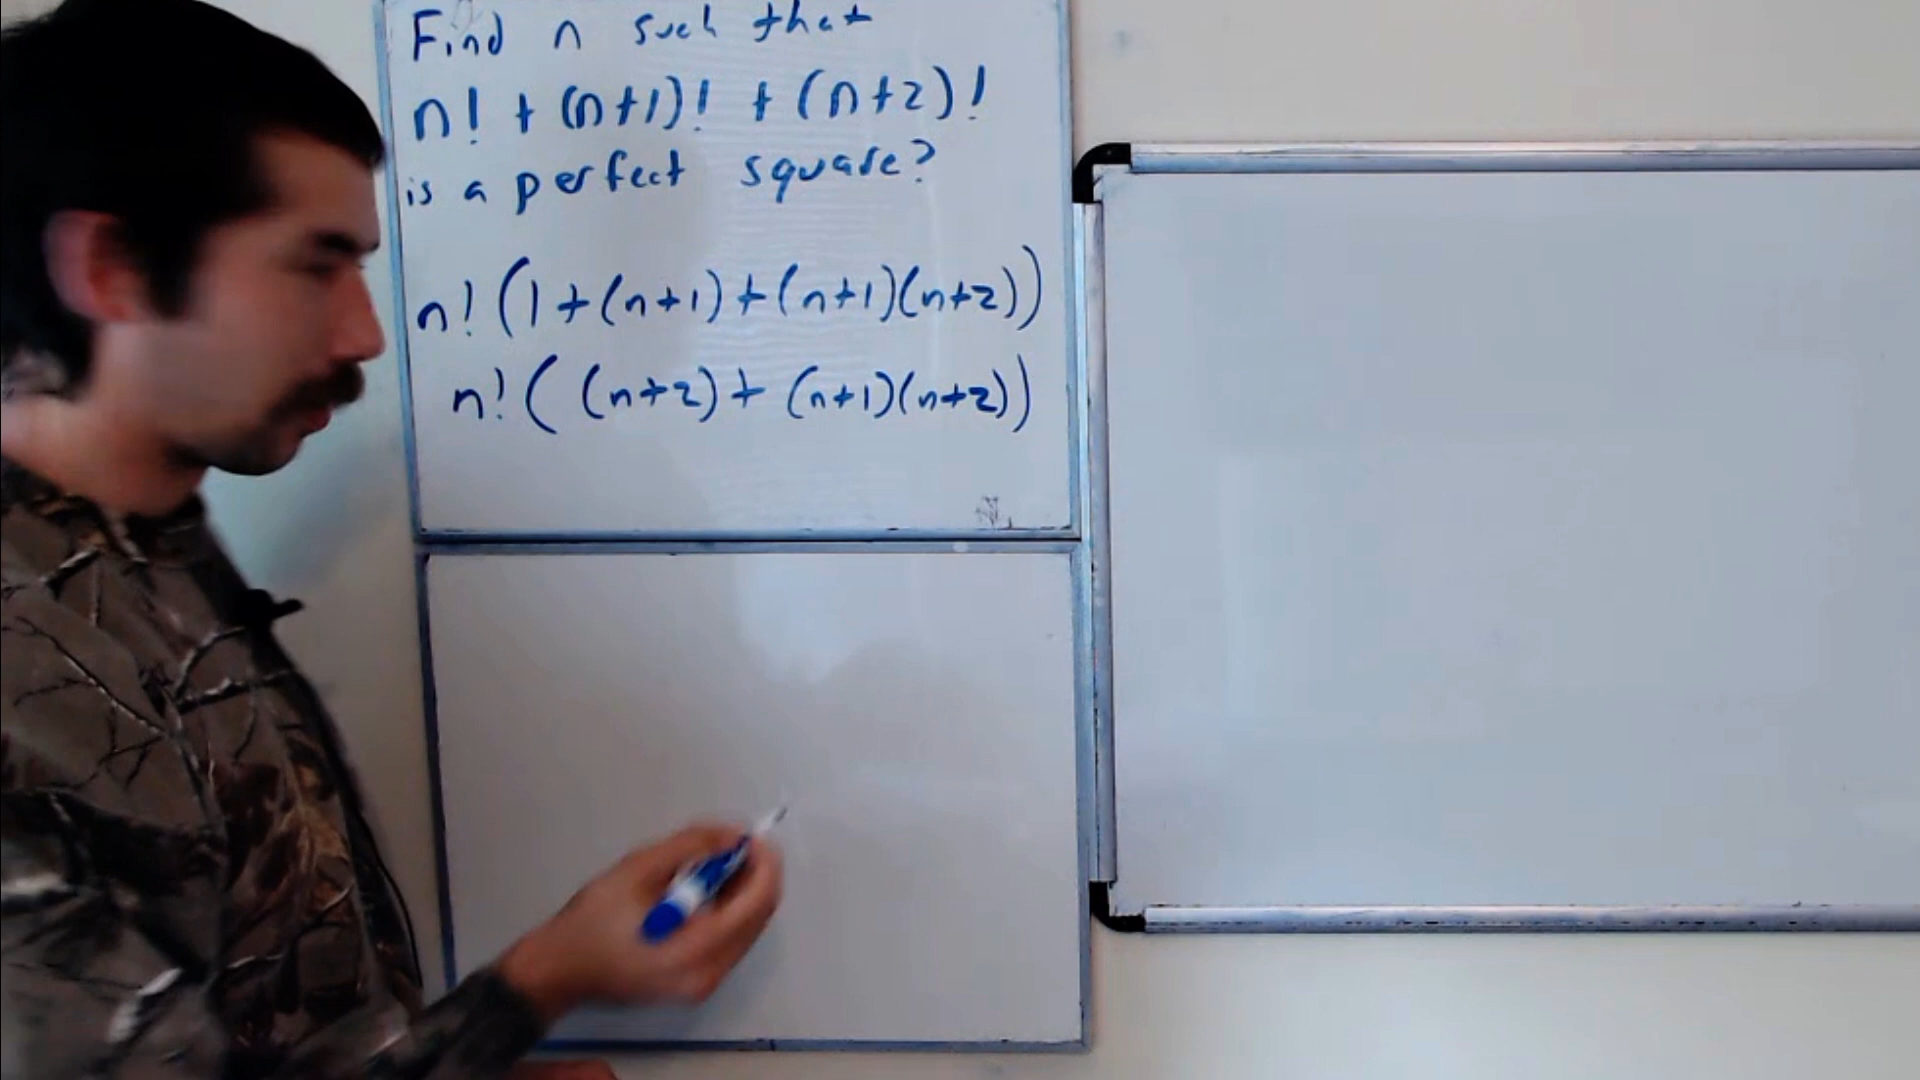 Find n such that
n! + (n+1)! + (n+2)!
is a perfect square?
n! (1 + (n+1) + (n+1)(n+2))
n! ( (n+2) + (n+1)(n+2))